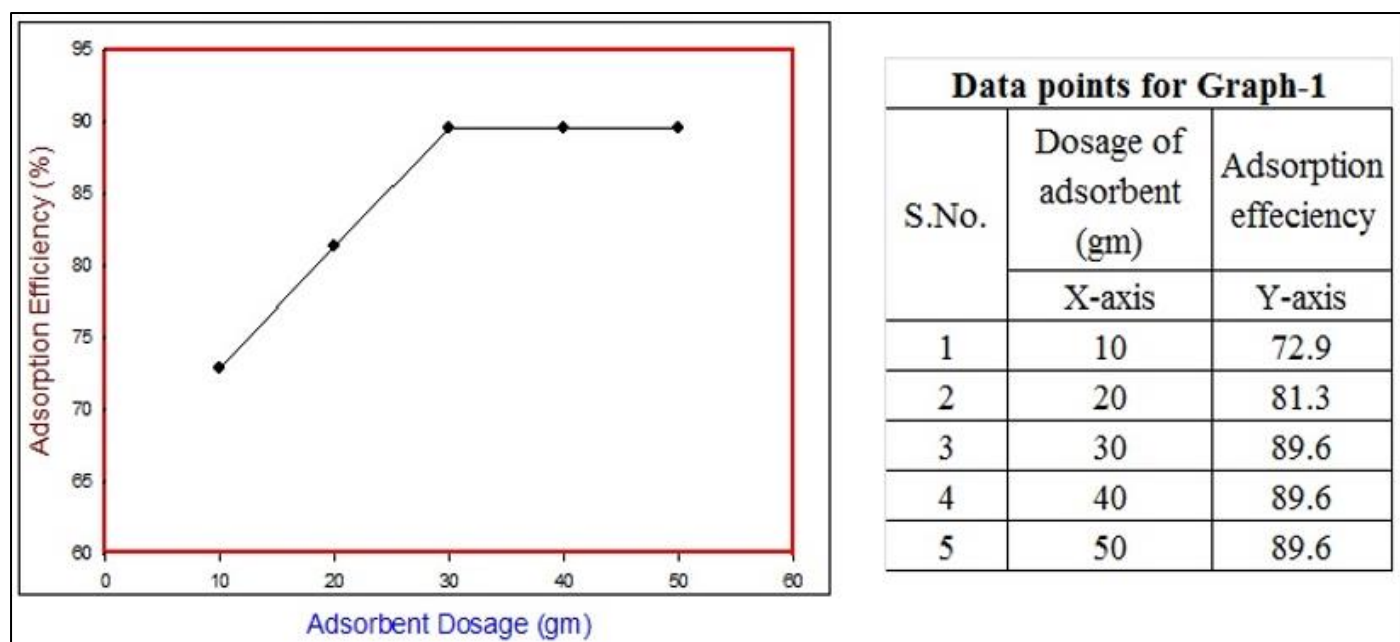 95
90
85
80
75
70
65
60
Adsorption Efficiency (%)
0 10 20 30 40 50 60
Adsorbent Dosage (gm)
Data points for Graph-1
S.No.
Dosage of
adsorbent
(gm)
Adsorption
effeciency
X-axis Y-axis
1 10 72.9
2 20 81.3
3 30 89.6
4 40 89.6
5 50 89.6